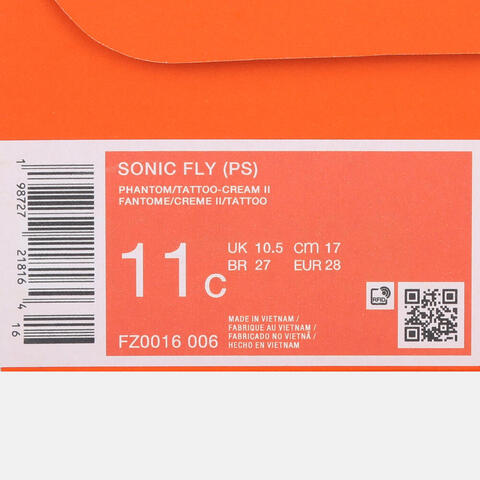 SONIC FLY (PS)
PHANTOM/TATTOO-CREAM II
FANTOME/CREME II/TATTOO
11C
UK 10.5 cm 17
BR 27 EUR 28
FZ0016 006
MADE IN VIETNAM /
FABRIQUE AU VIETNAM /
FABRICADO NO VIETNÃ /
HECHO EN VIETNAM
RFID
1 98727 21816 4 16